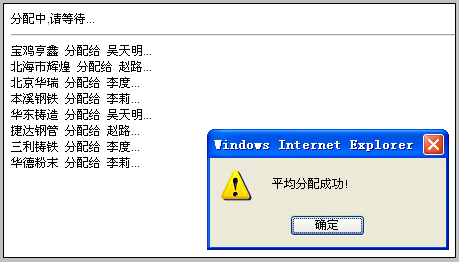 分配中,请等待...
宝鸡亨鑫 分配给 吴天明...
北海市辉煌 分配给 赵路...
北京华瑞 分配给 李度...
本溪钢铁 分配给 李莉...
华东铸造 分配给 吴天明...
捷达钢管 分配给 赵路...
三利铸铁 分配给 李度...
华德粉末 分配给 李莉...
Windows Internet Explorer
平均分配成功!
确定